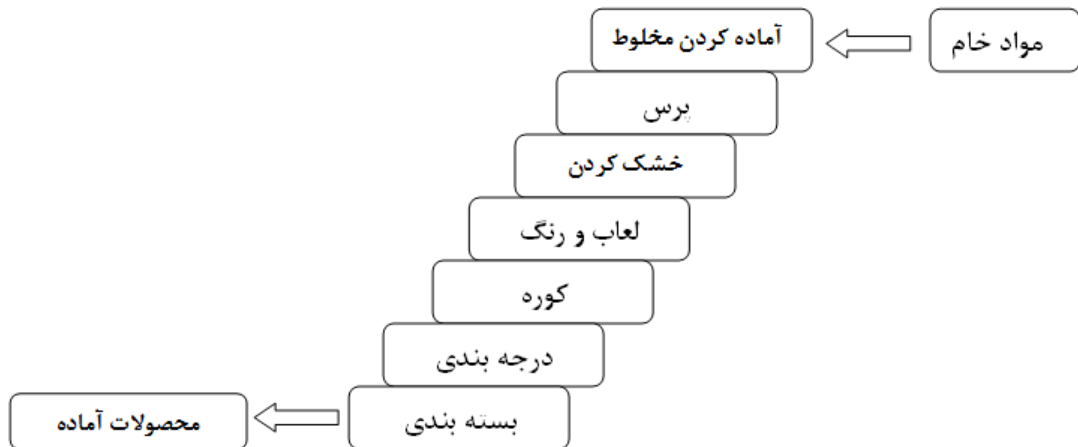 مواد خام
آماده کردن مخلوط
پرس
خشک کردن
لعاب و رنگ
کوره
درجه بندی
بسته بندی
محصولات آماده